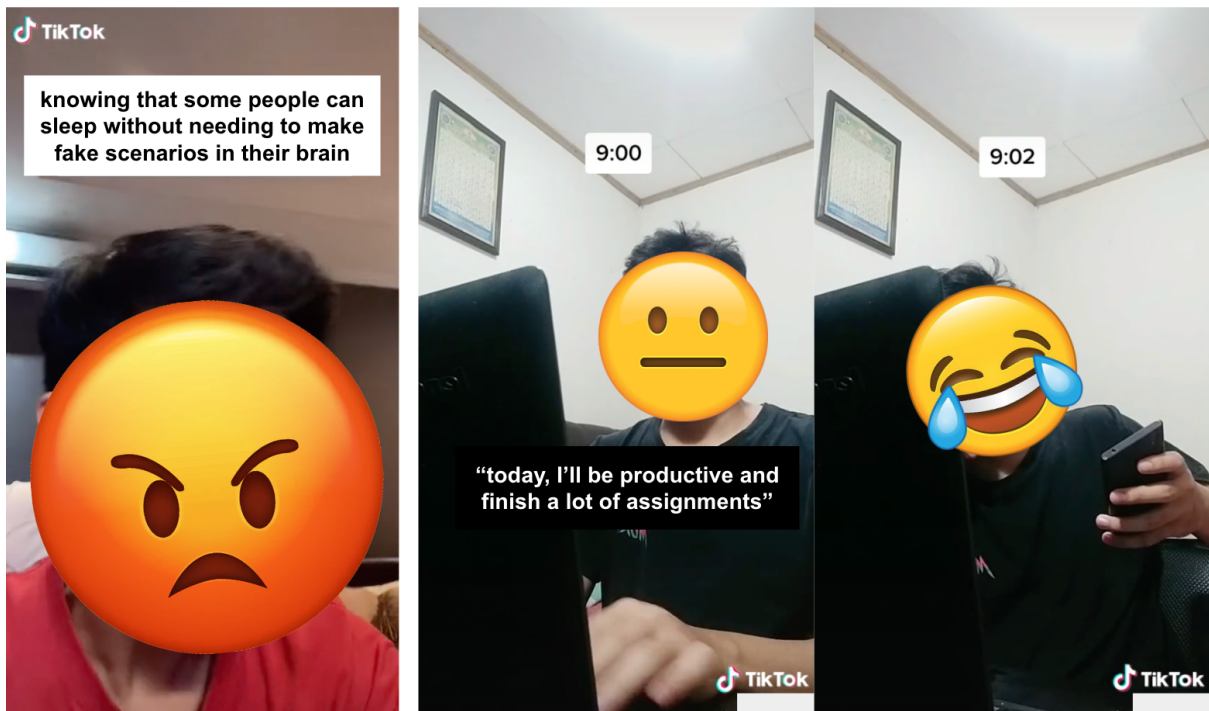 TikTok
knowing that some people can
sleep without needing to make
fake scenarios in their brain
9:00
“today, I’ll be productive and
finish a lot of assignments”
TikTok
9:02
TikTok